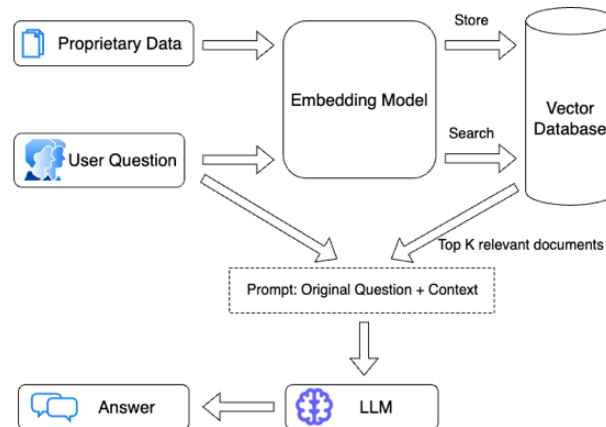 Store
Proprietary Data
Embedding Model
Vector
Database
Search
User Question
Top K relevant documents
Prompt: Original Question + Context
Answer
LLM